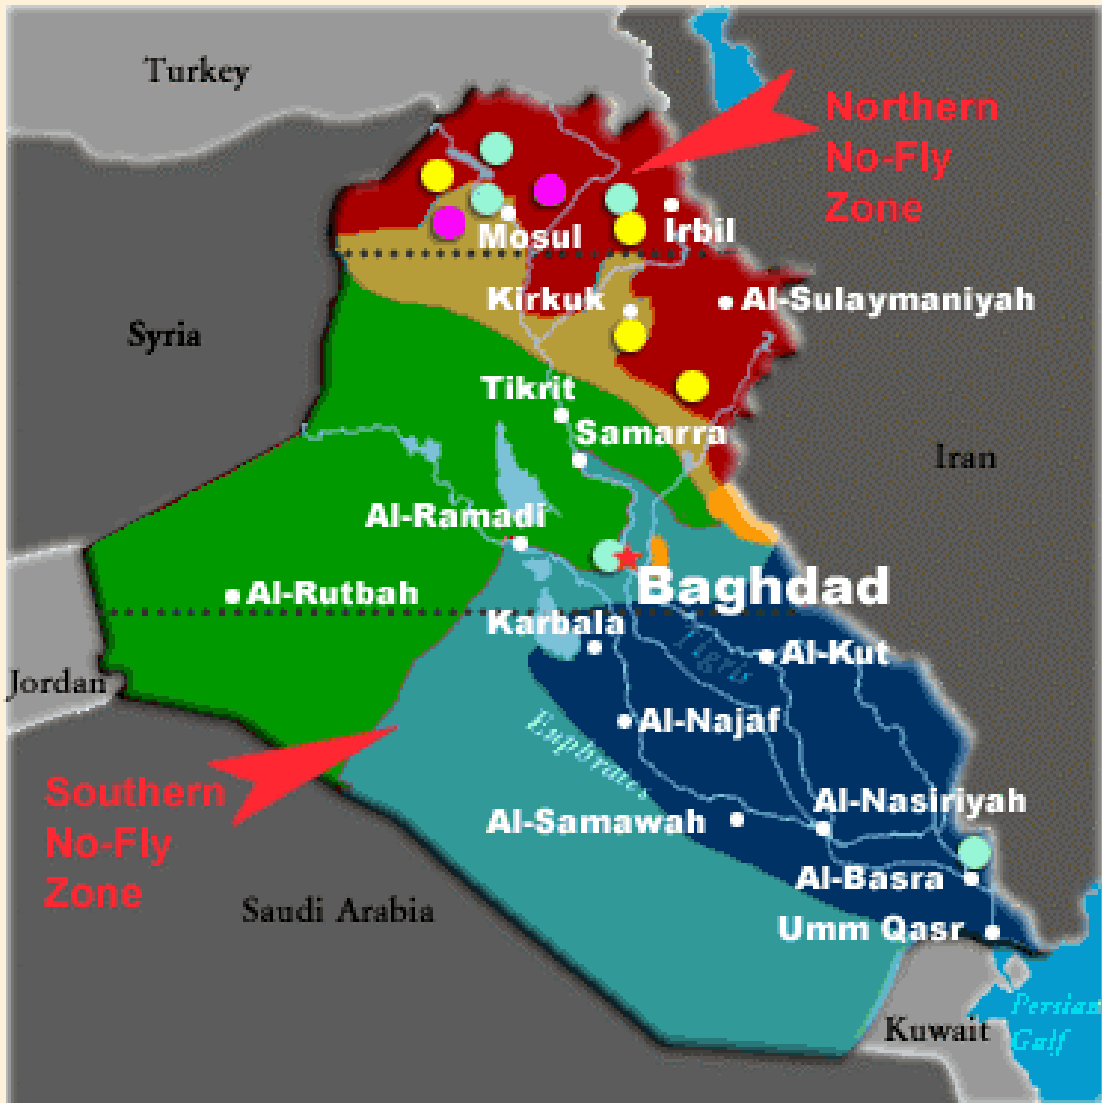 Turkey
Northern
No-Fly
Zone
Mosul
Irbil
Kirkuk
Al-Sulaymaniyah
Syria
Tikrit
Samarra
Iran
Al-Ramadi
Baghdad
Al-Rutbah
Karbala
Tigris
Al-Kut
Jordan
Al-Najaf
Euphrates
Southern
No-Fly
Zone
Al-Nasiriyah
Al-Samawah
Al-Basra
Saudi Arabia
Umm Qasr
Persian
Gulf
Kuwait